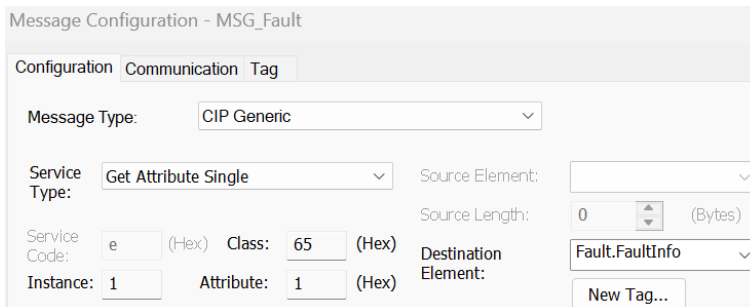 Message Configuration - MSG_Fault
Configuration Communication Tag
Message Type: CIP Generic
Service Type: Get Attribute Single Source Element:
Source Length: 0 (Bytes)
Service Code: e (Hex) Class: 65 (Hex) Destination Element: Fault.FaultInfo
Instance: 1 Attribute: 1 (Hex)
New Tag...